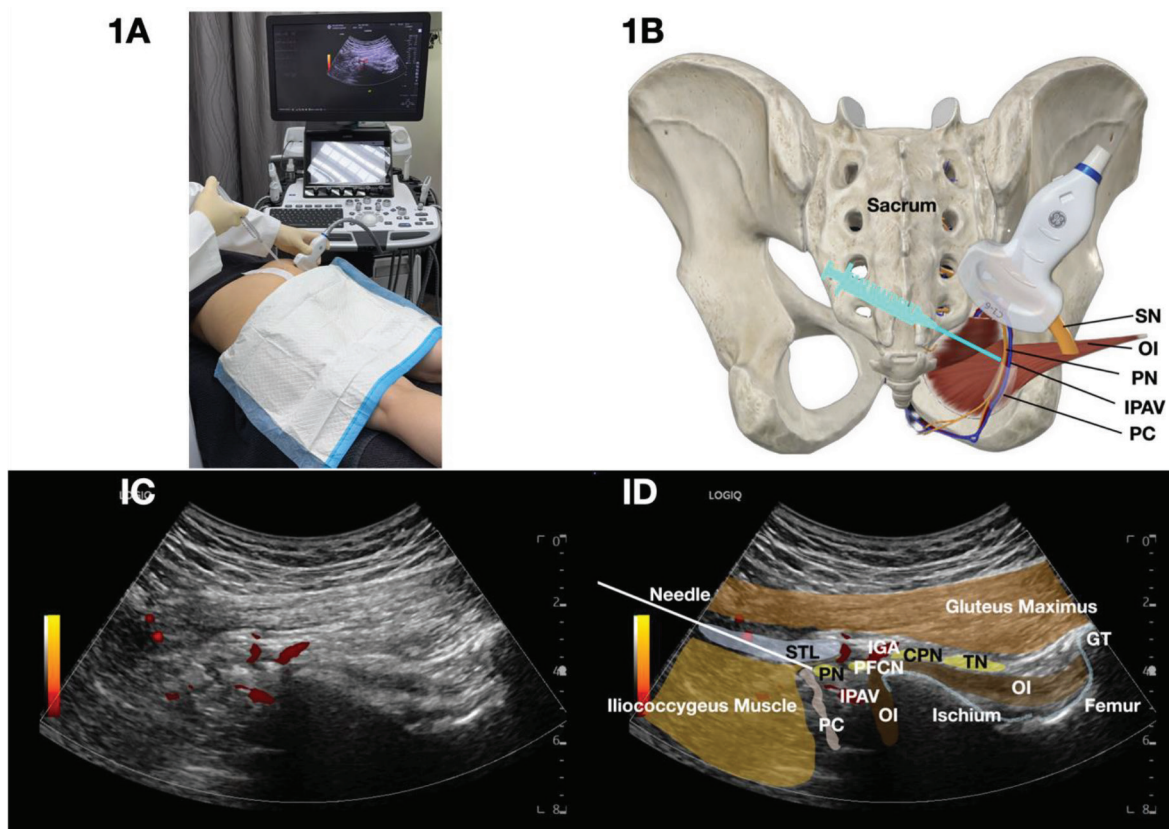 1A
1B
Sacrum
C1-6
SN
OI
PN
IPAV
PC
IC
LOGIQ
0
2
4
6
8
ID
LOGIQ
Needle
Gluteus Maximus
STL
IGA
CPN
TN
GT
PN
PFCN
OI
Iliococcygeus Muscle
IPAV
PC
OI
Ischium
Femur
0
2
4
6
8